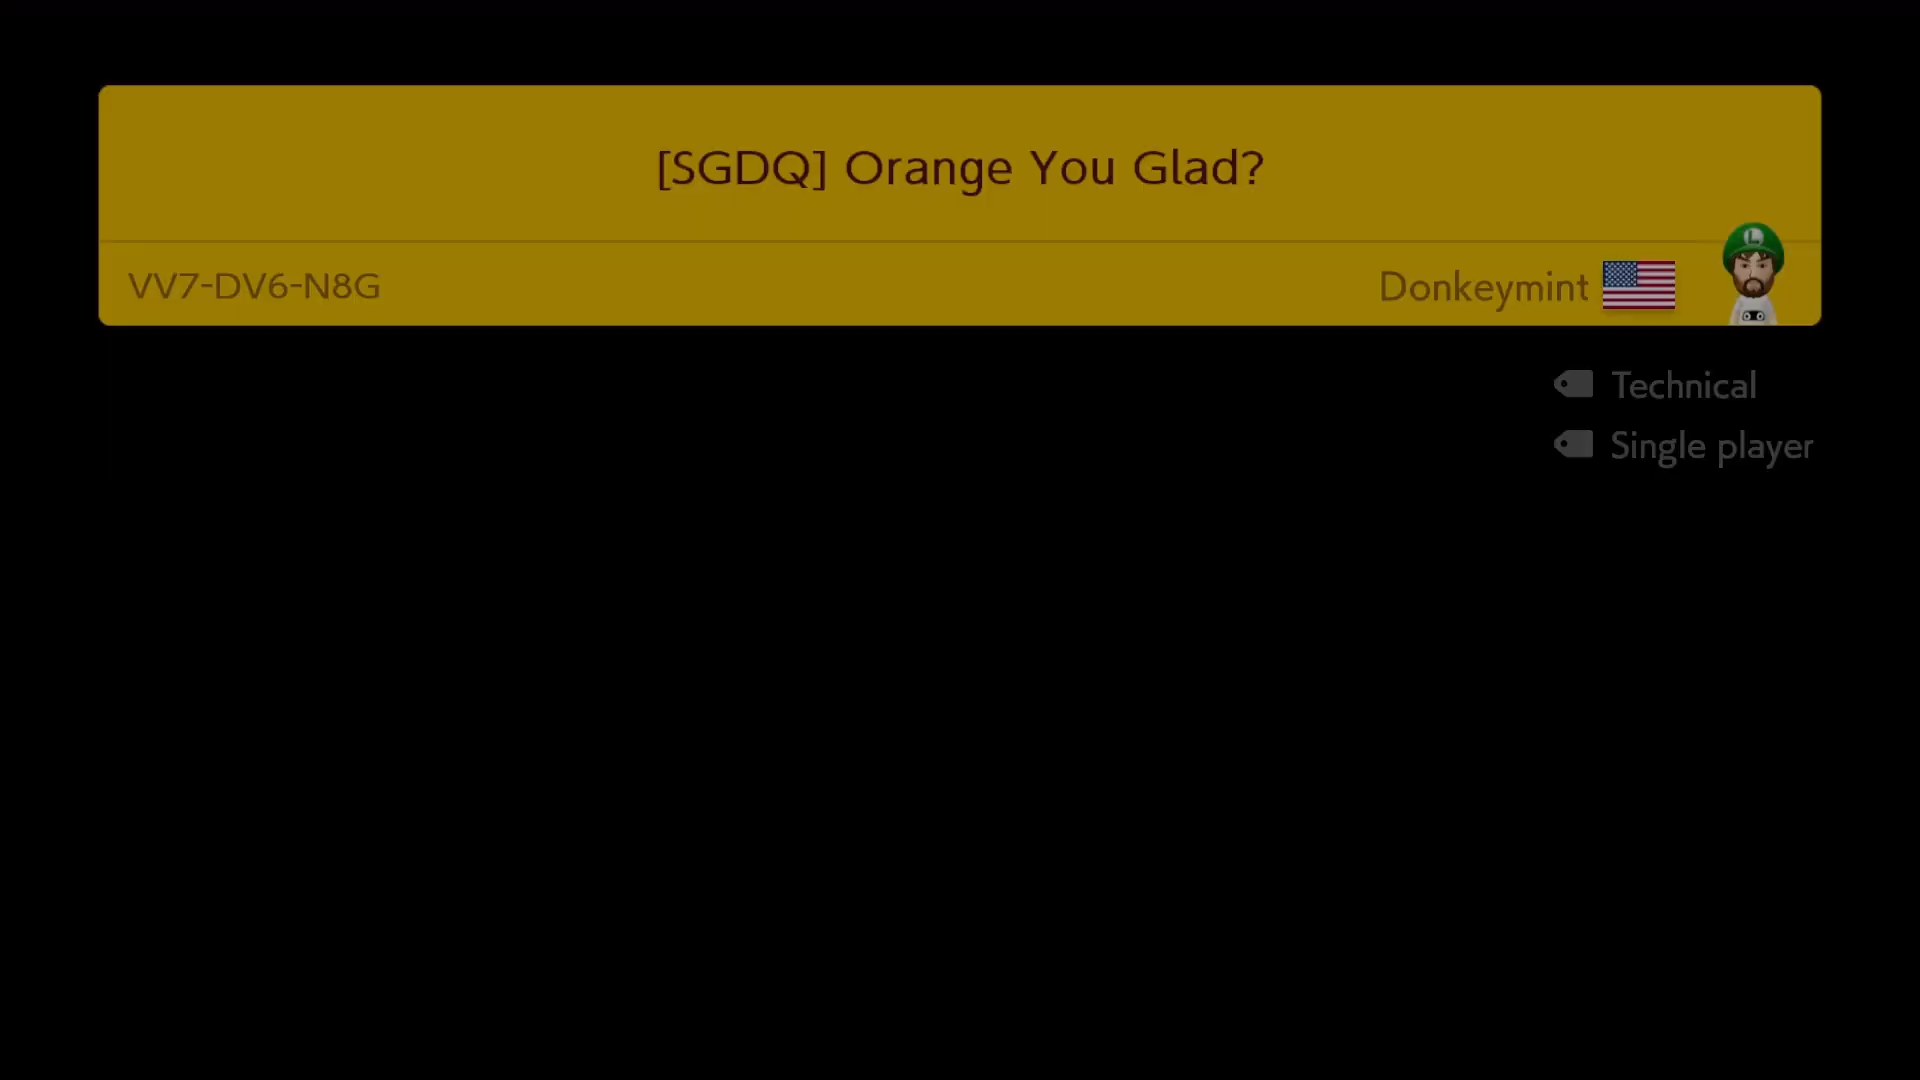 [SGDQ] Orange You Glad?
VV7-DV6-N8G
Donkeymint
L
Technical
Single player